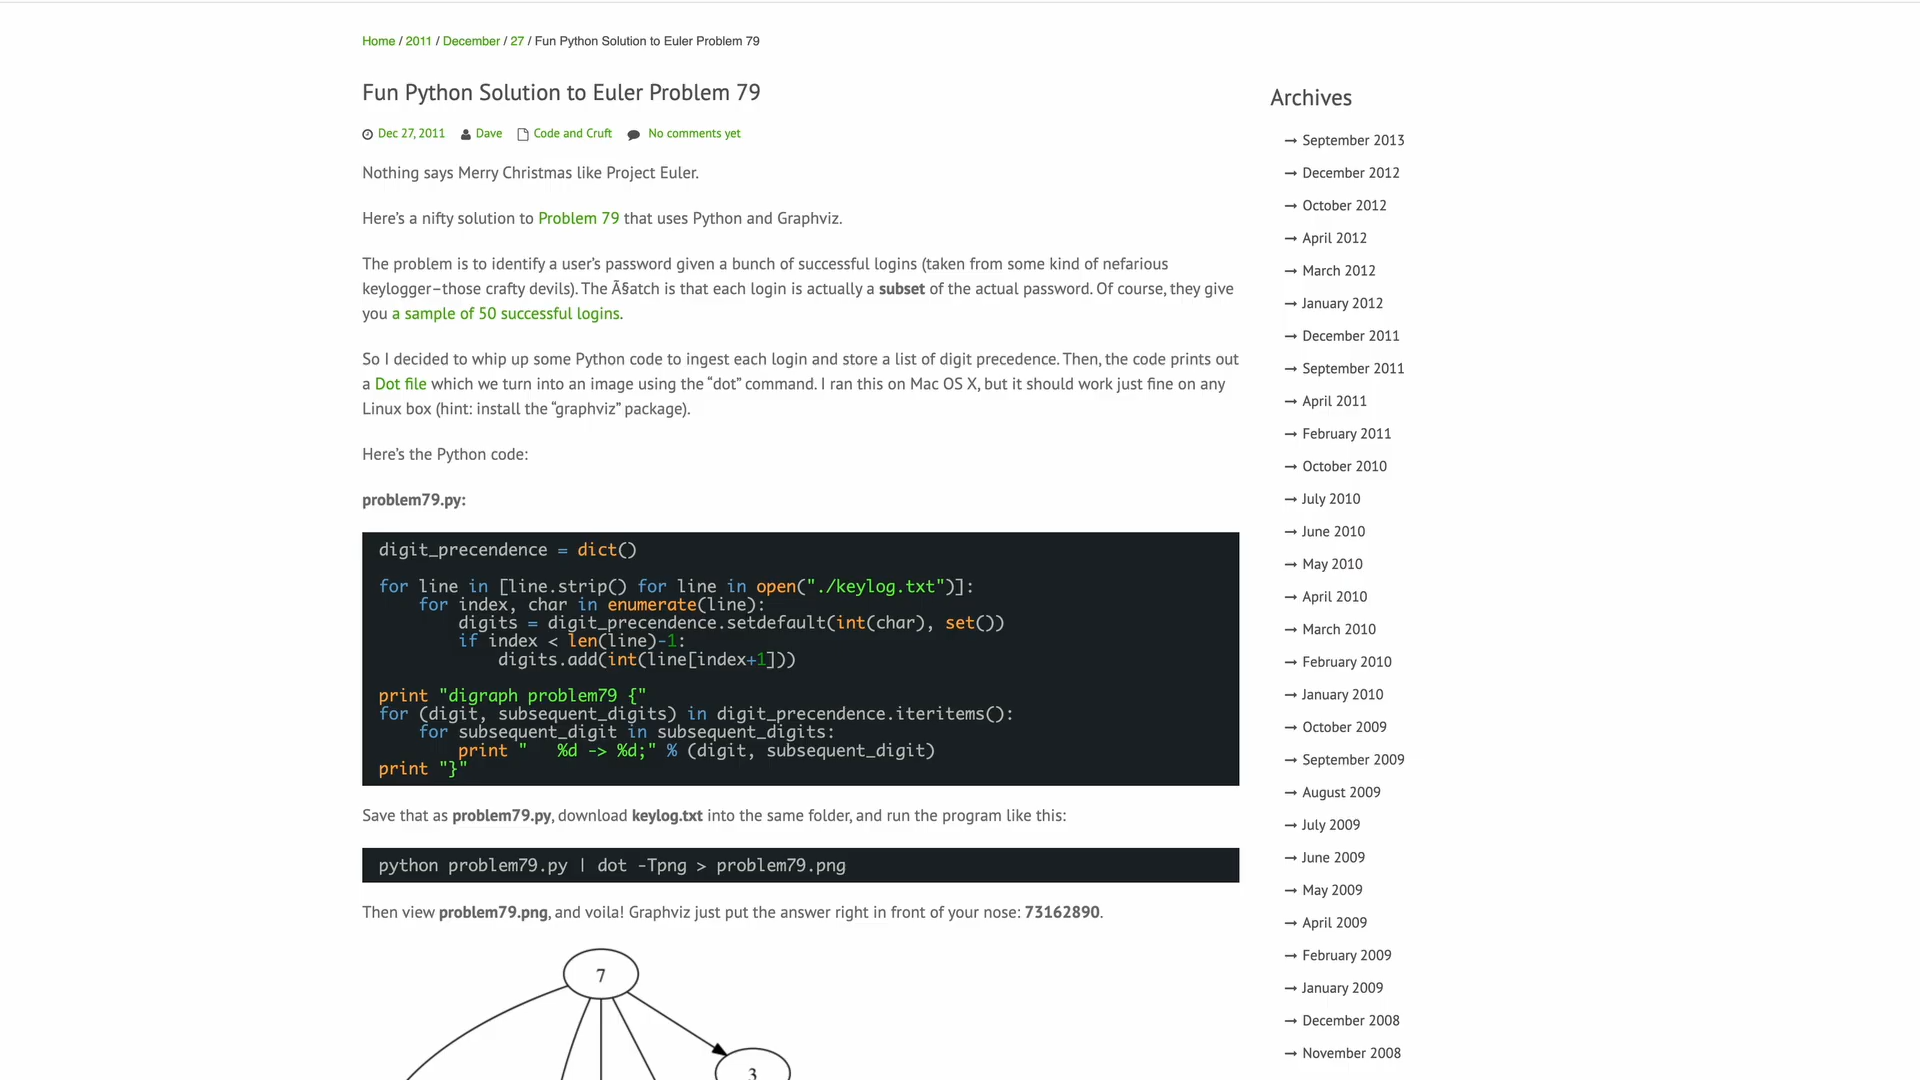 Home / 2011 / December / 27 / Fun Python Solution to Euler Problem 79
Fun Python Solution to Euler Problem 79
Dec 27, 2011 Dave Code and Cruft No comments yet
Nothing says Merry Christmas like Project Euler.
Here’s a nifty solution to Problem 79 that uses Python and Graphviz.
The problem is to identify a user’s password given a bunch of successful logins (taken from some kind of nefarious
keylogger–those crafty devils). The Ã§atch is that each login is actually a subset of the actual password. Of course, they give
you a sample of 50 successful logins.
So I decided to whip up some Python code to ingest each login and store a list of digit precedence. Then, the code prints out
a Dot file which we turn into an image using the “dot” command. I ran this on Mac OS X, but it should work just fine on any
Linux box (hint: install the “graphviz” package).
Here’s the Python code:
problem79.py:
digit_precendence = dict()
for line in [line.strip() for line in open("./keylog.txt")]:
    for index, char in enumerate(line):
        digits = digit_precendence.setdefault(int(char), set())
        if index < len(line)-1:
            digits.add(int(line[index+1]))
print "digraph problem79 {"
for (digit, subsequent_digits) in digit_precendence.iteritems():
    for subsequent_digit in subsequent_digits:
        print "   %d -> %d;" % (digit, subsequent_digit)
print "}"
Save that as problem79.py, download keylog.txt into the same folder, and run the program like this:
python problem79.py | dot -Tpng > problem79.png
Then view problem79.png, and voila! Graphviz just put the answer right in front of your nose: 73162890.
7
3
Archives
→ September 2013
→ December 2012
→ October 2012
→ April 2012
→ March 2012
→ January 2012
→ December 2011
→ September 2011
→ April 2011
→ February 2011
→ October 2010
→ July 2010
→ June 2010
→ May 2010
→ April 2010
→ March 2010
→ February 2010
→ January 2010
→ October 2009
→ September 2009
→ August 2009
→ July 2009
→ June 2009
→ May 2009
→ April 2009
→ February 2009
→ January 2009
→ December 2008
→ November 2008